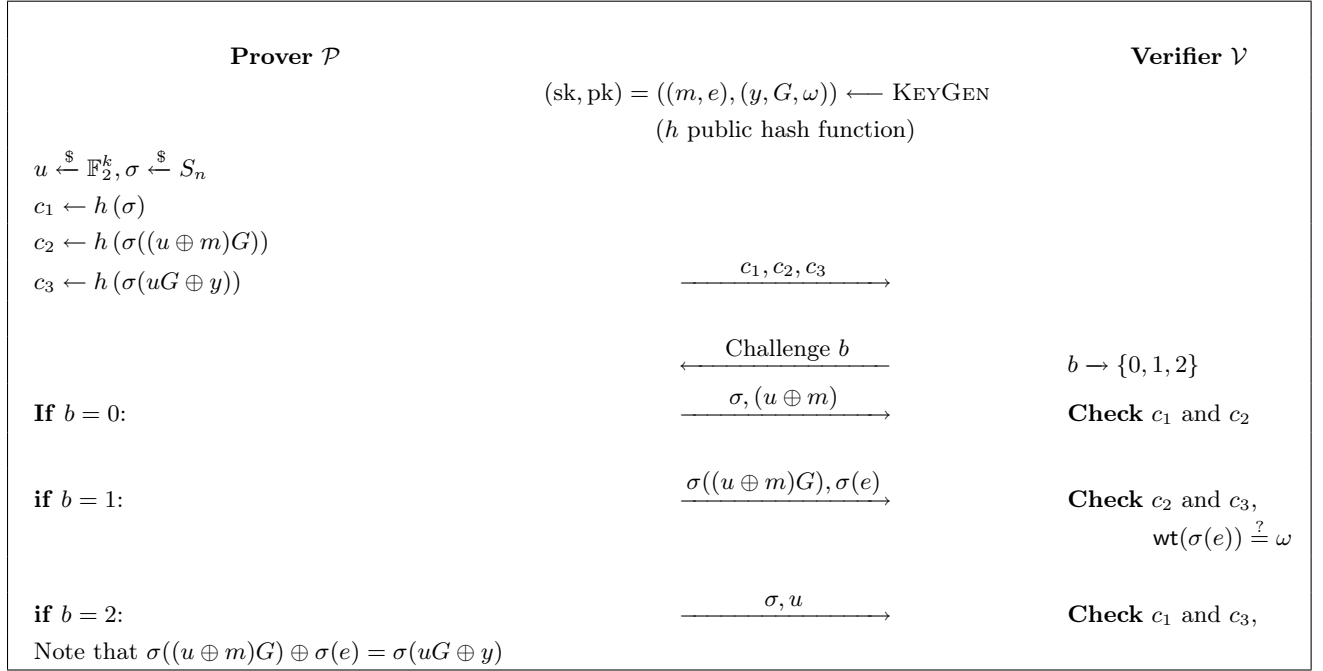 Prover 𝒫 Verifier 𝒱
(sk, pk) = ((m, e), (y, G, ω)) ⟵ KEYGEN
(h public hash function)
u ←$ 𝔽₂ᵏ, σ ←$ Sₙ
c₁ ← h (σ)
c₂ ← h (σ((u ⊕ m)G))
c₃ ← h (σ(uG ⊕ y)) c₁, c₂, c₃
Challenge b b → {0, 1, 2}
If b = 0: σ, (u ⊕ m) Check c₁ and c₂
if b = 1: σ((u ⊕ m)G), σ(e) Check c₂ and c₃,
wt(σ(e)) ≟ ω
if b = 2: σ, u Check c₁ and c₃,
Note that σ((u ⊕ m)G) ⊕ σ(e) = σ(uG ⊕ y)